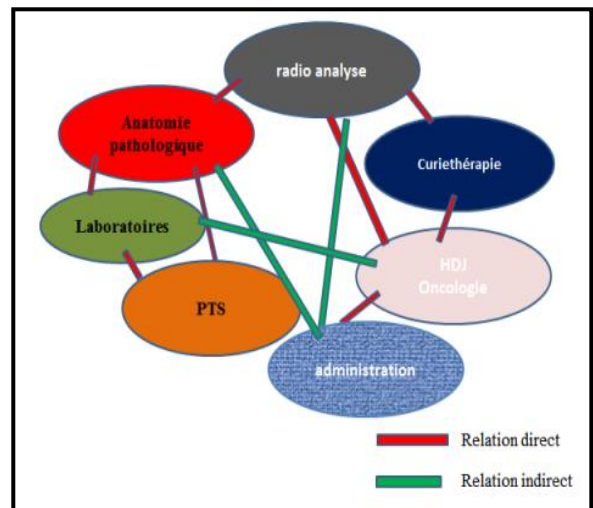 radio analyse
Anatomie
pathologique
Curiethérapie
Laboratoires
HDJ
Oncologie
PTS
administration
Relation direct
Relation indirect